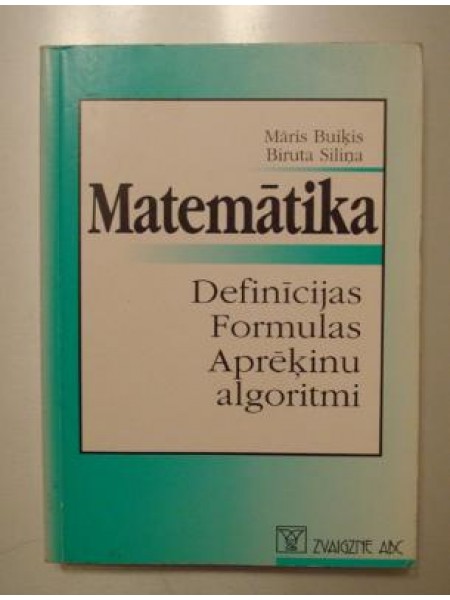 Māris Buiķis
Biruta Siliņa
Matemātika
Definīcijas
Formulas
Aprēķinu
algoritmi
ZVAIGZNE ABC